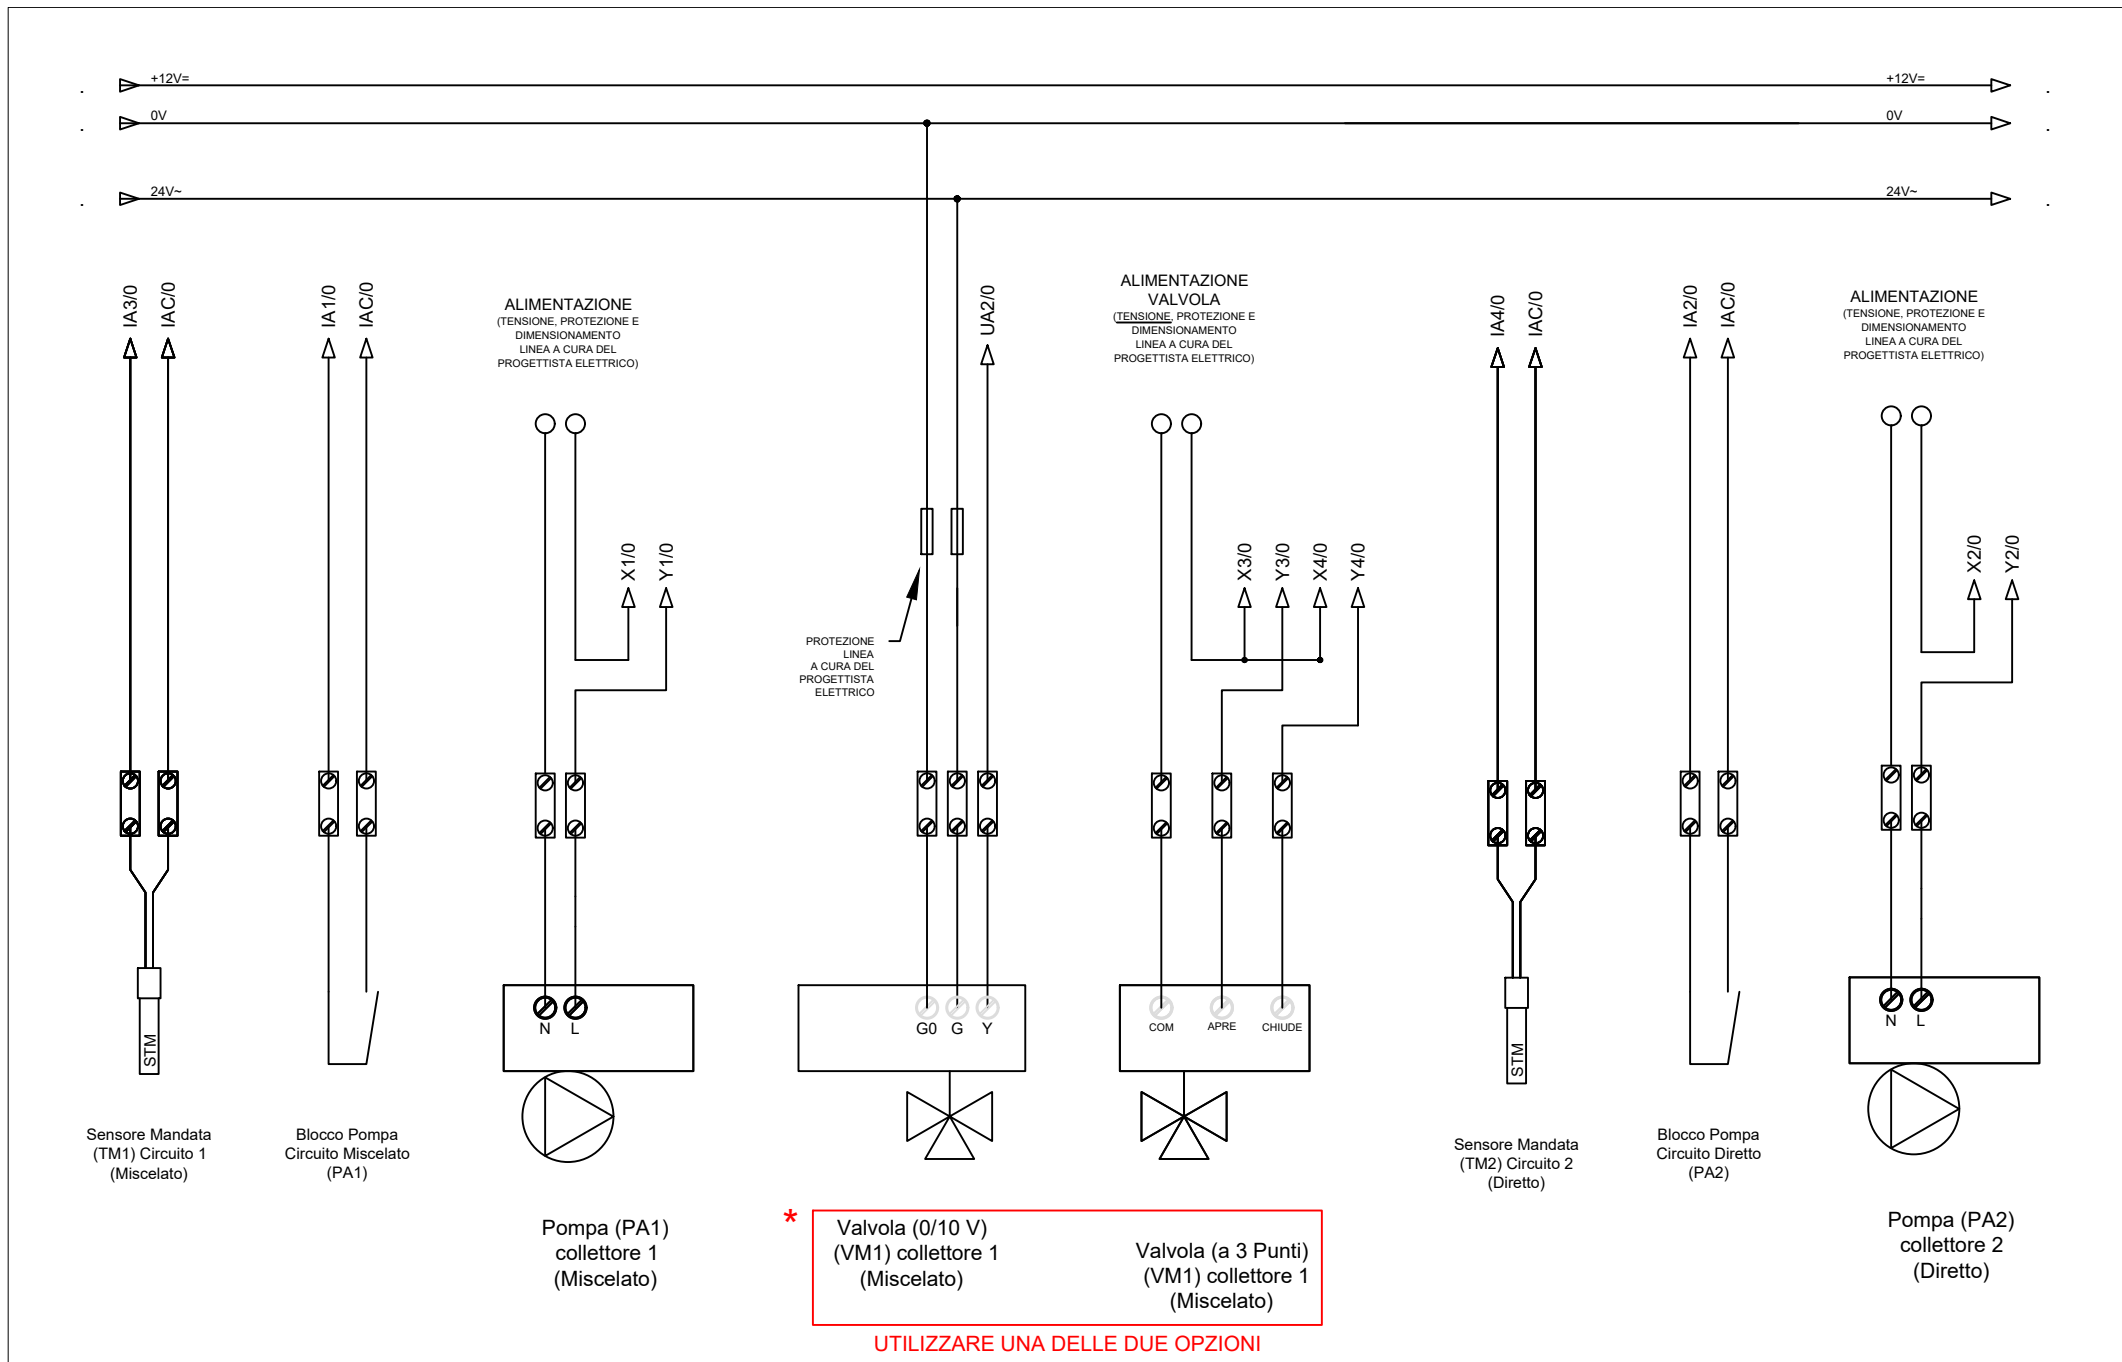 +12V=
+12V=
0V
0V
24V~
24V~
IA3/0
IAC/0
IA1/0
IAC/0
ALIMENTAZIONE
(TENSIONE, PROTEZIONE E
DIMENSIONAMENTO
LINEA A CURA DEL
PROGETTISTA ELETTRICO)
X1/0
Y1/0
UA2/0
PROTEZIONE
LINEA
A CURA DEL
PROGETTISTA
ELETTRICO
ALIMENTAZIONE
VALVOLA
(TENSIONE, PROTEZIONE E
DIMENSIONAMENTO
LINEA A CURA DEL
PROGETTISTA ELETTRICO)
X3/0
Y3/0
X4/0
Y4/0
IA4/0
IAC/0
IA2/0
IAC/0
ALIMENTAZIONE
(TENSIONE, PROTEZIONE E
DIMENSIONAMENTO
LINEA A CURA DEL
PROGETTISTA ELETTRICO)
X2/0
Y2/0
STM
N L
G0 G Y
COM APRE CHIUDE
STM
N L
Sensore Mandata
(TM1) Circuito 1
(Miscelato)
Blocco Pompa
Circuito Miscelato
(PA1)
Pompa (PA1)
collettore 1
(Miscelato)
*
Valvola (0/10 V)
(VM1) collettore 1
(Miscelato)
Valvola (a 3 Punti)
(VM1) collettore 1
(Miscelato)
UTILIZZARE UNA DELLE DUE OPZIONI
Sensore Mandata
(TM2) Circuito 2
(Diretto)
Blocco Pompa
Circuito Diretto
(PA2)
Pompa (PA2)
collettore 2
(Diretto)